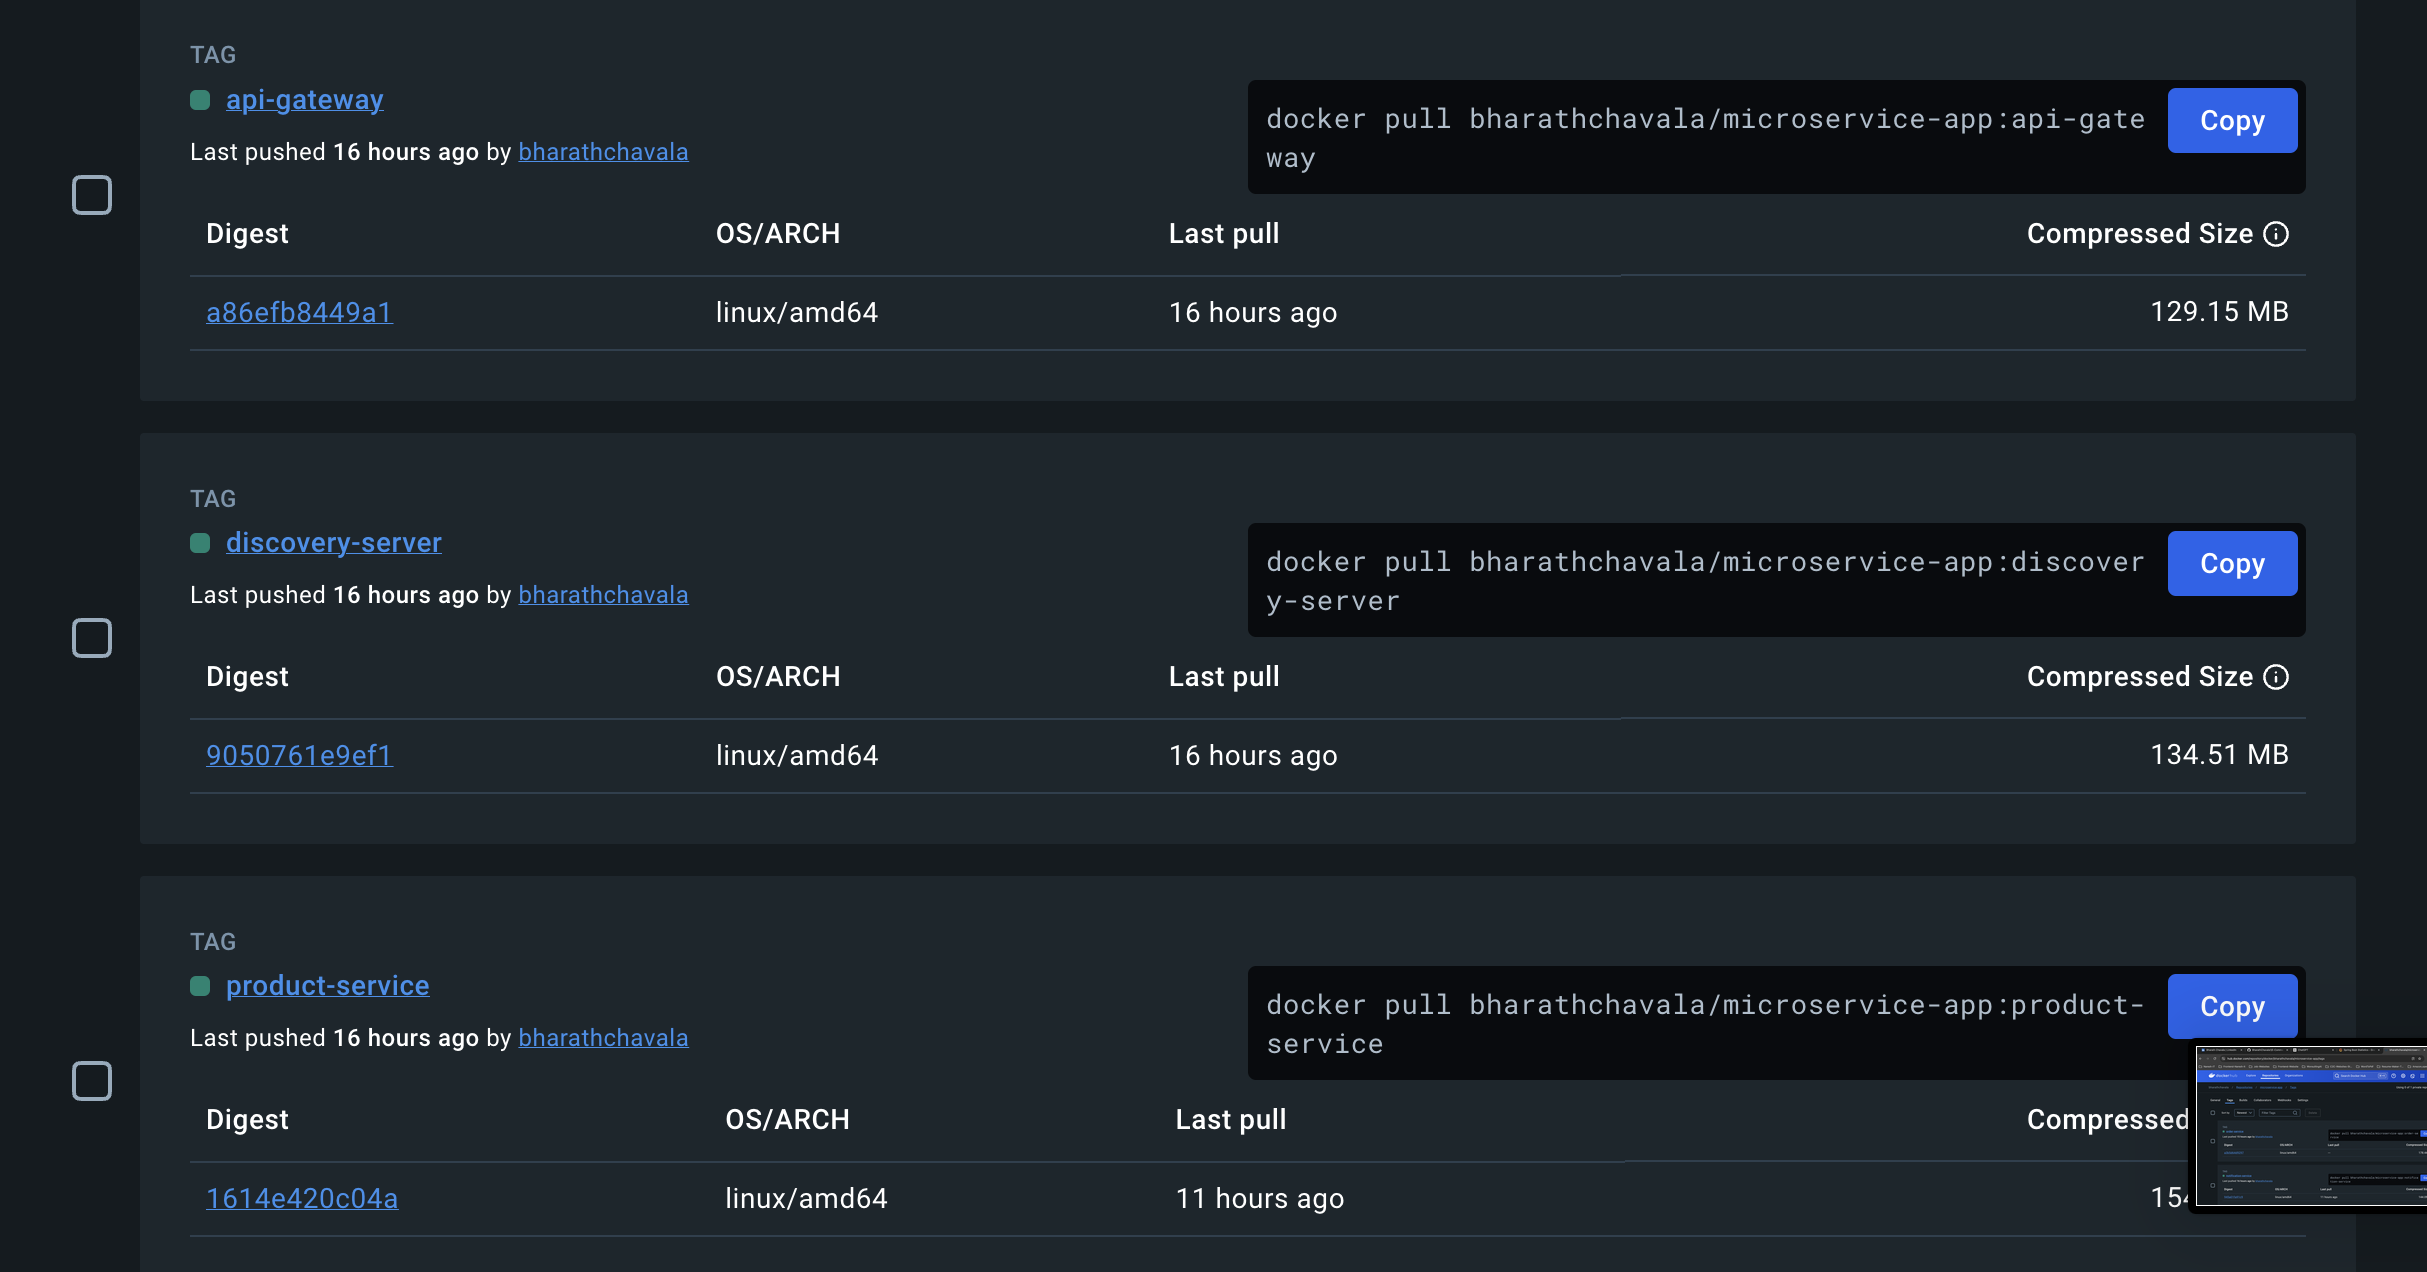 TAG
api-gateway
Last pushed 16 hours ago by bharathchavala
docker pull bharathchavala/microservice-app:api-gate
way
Copy
Digest OS/ARCH Last pull Compressed Size
a86efb8449a1 linux/amd64 16 hours ago 129.15 MB
TAG
discovery-server
Last pushed 16 hours ago by bharathchavala
docker pull bharathchavala/microservice-app:discover
y-server
Copy
Digest OS/ARCH Last pull Compressed Size
9050761e9ef1 linux/amd64 16 hours ago 134.51 MB
TAG
product-service
Last pushed 16 hours ago by bharathchavala
docker pull bharathchavala/microservice-app:product-
service
Copy
Digest OS/ARCH Last pull Compressed
1614e420c04a linux/amd64 11 hours ago 154